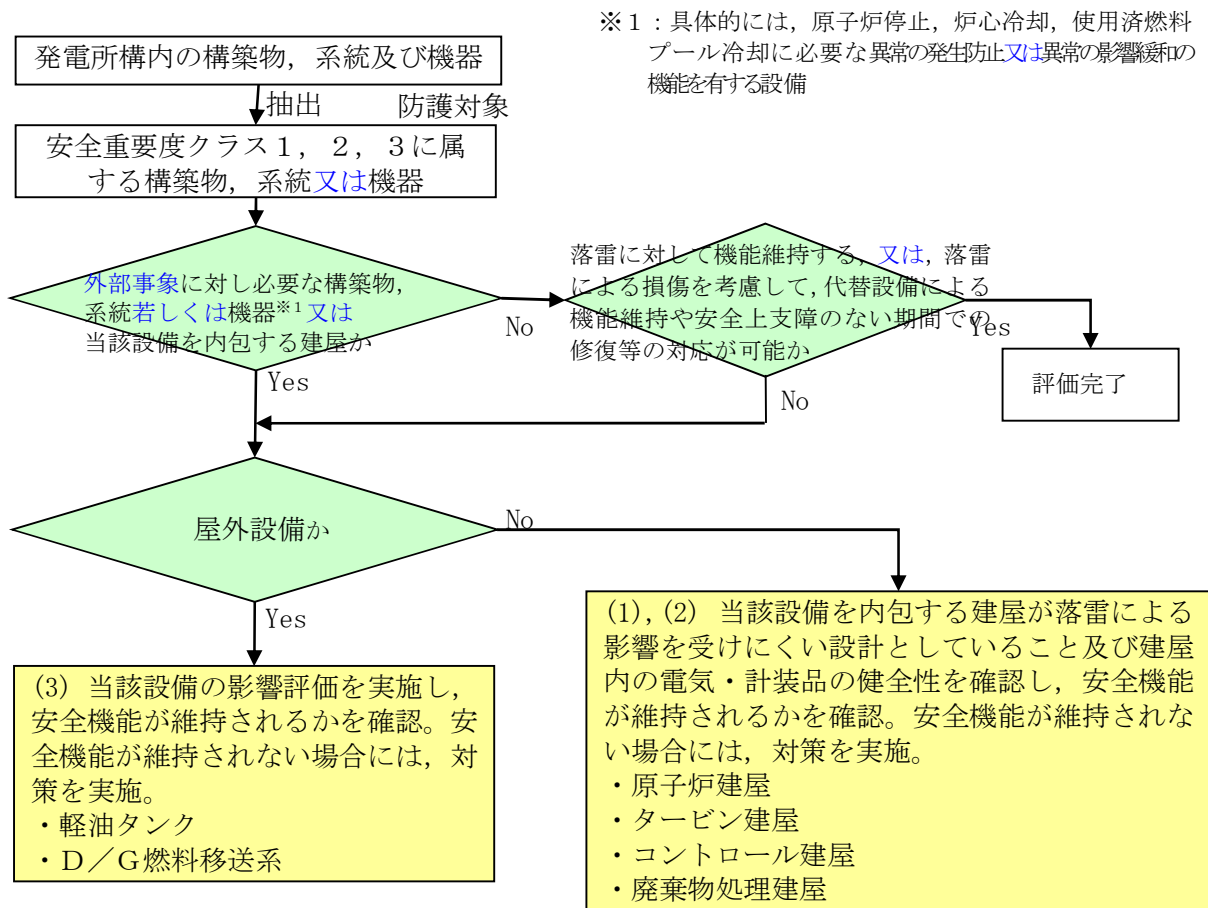 ※１：具体的には，原子炉停止，炉心冷却，使用済燃料
プール冷却に必要な異常の発生防止又は異常の影響緩和の
機能を有する設備
発電所構内の構築物，系統及び機器
抽出　防護対象
安全重要度クラス１，２，３に属
する構築物，系統又は機器
外部事象に対し必要な構築物，
系統若しくは機器※1 又は
当該設備を内包する建屋か
No
Yes
落雷に対して機能維持する，又は，落雷
による損傷を考慮して，代替設備による
機能維持や安全上支障のない期間での
修復等の対応が可能か
Yes
No
評価完了
屋外設備か
No
Yes
(3) 当該設備の影響評価を実施し，
安全機能が維持されるかを確認。安
全機能が維持されない場合には，対
策を実施。
・軽油タンク
・Ｄ／Ｇ燃料移送系
(1),(2) 当該設備を内包する建屋が落雷による
影響を受けにくい設計としていること及び建屋
内の電気・計装品の健全性を確認し，安全機能
が維持されるかを確認。安全機能が維持されな
い場合には，対策を実施。
・原子炉建屋
・タービン建屋
・コントロール建屋
・廃棄物処理建屋